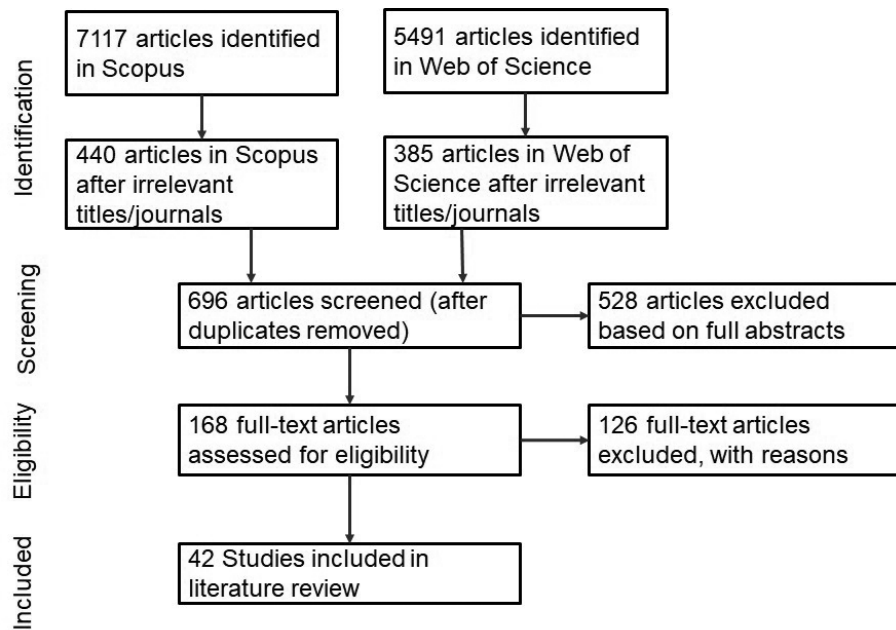 Identification
7117 articles identified
in Scopus
5491 articles identified
in Web of Science
440 articles in Scopus
after irrelevant
titles/journals
385 articles in Web of
Science after irrelevant
titles/journals
Screening
696 articles screened (after
duplicates removed)
528 articles excluded
based on full abstracts
Eligibility
168 full-text articles
assessed for eligibility
126 full-text articles
excluded, with reasons
Included
42 Studies included in
literature review